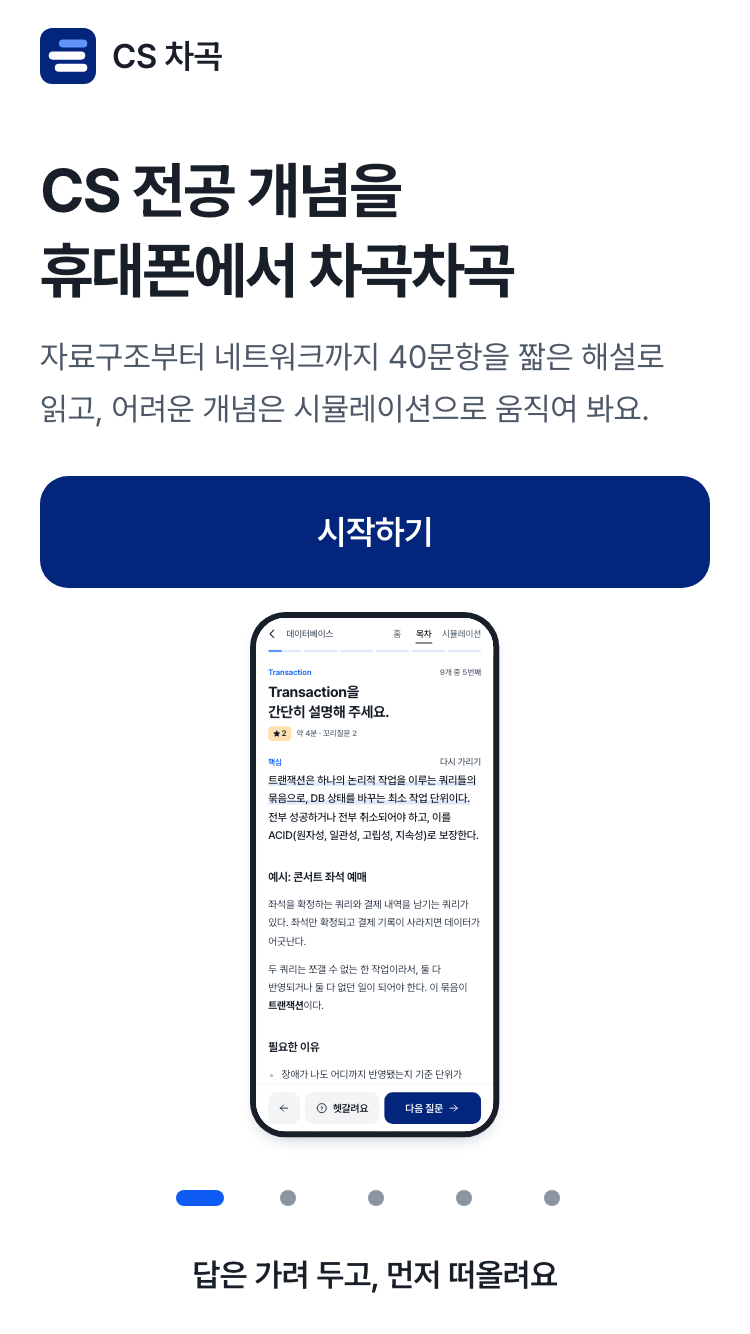 CS 차곡
CS 전공 개념을
휴대폰에서 차곡차곡
자료구조부터 네트워크까지 40문항을 짧은 해설로
읽고, 어려운 개념은 시뮬레이션으로 움직여 봐요.
시작하기
데이터베이스 홈 목차 시뮬레이션
Transaction 9개 중 5번째
Transaction을
간단히 설명해 주세요.
★2 약 4분 · 꼬리질문 2
핵심 다시 가리기
트랜잭션은 하나의 논리적 작업을 이루는 쿼리들의
묶음으로, DB 상태를 바꾸는 최소 작업 단위이다.
전부 성공하거나 전부 취소되어야 하고, 이를
ACID(원자성, 일관성, 고립성, 지속성)로 보장한다.
예시: 콘서트 좌석 예매
좌석을 확정하는 쿼리와 결제 내역을 남기는 쿼리가
있다. 좌석만 확정되고 결제 기록이 사라지면 데이터가
어긋난다.
두 쿼리는 쪼갤 수 없는 한 작업이라서, 둘 다
반영되거나 둘 다 없던 일이 되어야 한다. 이 묶음이
트랜잭션이다.
필요한 이유
• 장애가 나도 어디까지 반영됐는지 기준 단위가
← ? 헷갈려요 다음 질문 →
답은 가려 두고, 먼저 떠올려요